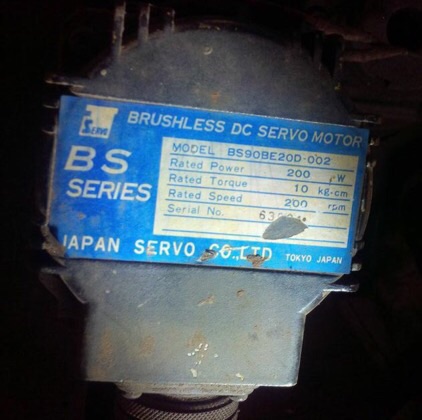 SERVO
BRUSHLESS DC SERVO MOTOR
BS
SERIES
MODEL BS90BE20D-002
Rated Power 200 W
Rated Torque 10 kg-cm
Rated Speed 200 rpm
Serial No.
JAPAN SERVO CO.,LTD TOKYO JAPAN